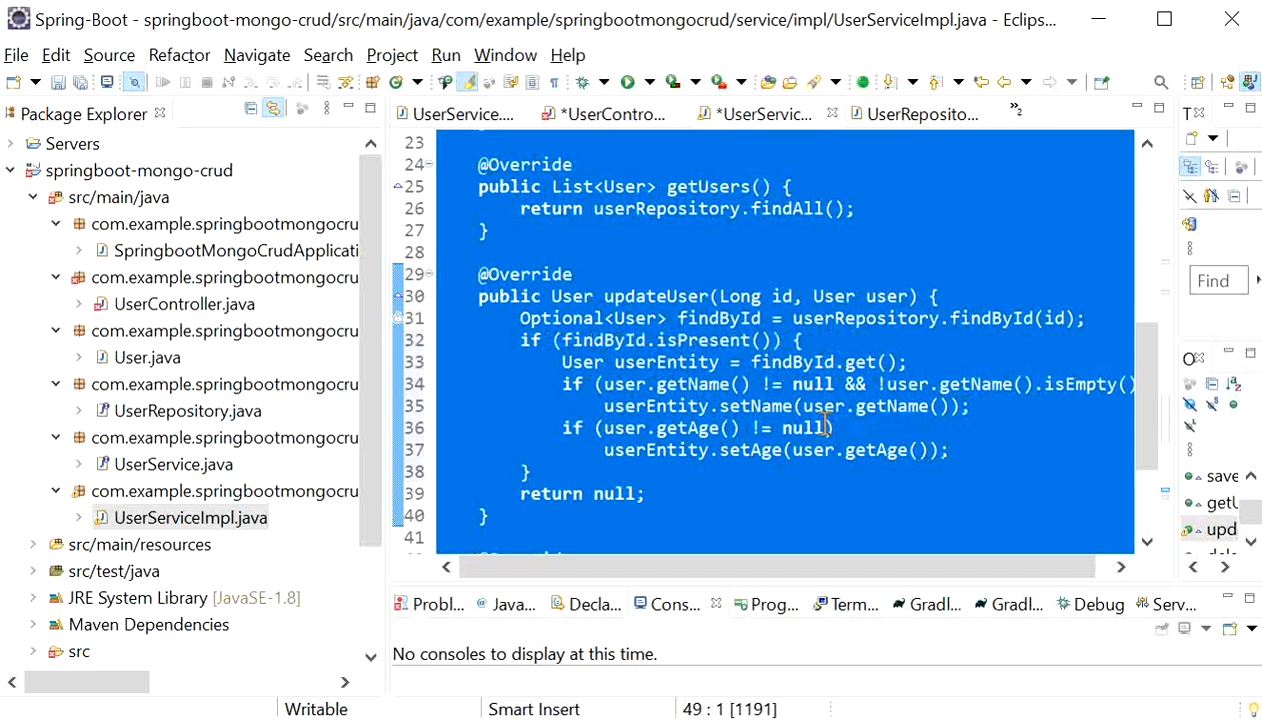 Spring-Boot - springboot-mongo-crud/src/main/java/com/example/springbootmongocrud/service/impl/UserServiceImpl.java - Eclips...
File Edit Source Refactor Navigate Search Project Run Window Help
Package Explorer
Servers
springboot-mongo-crud
src/main/java
com.example.springbootmongocru
SpringbootMongoCrudApplicati
com.example.springbootmongocru
UserController.java
com.example.springbootmongocru
User.java
com.example.springbootmongocru
UserRepository.java
com.example.springbootmongocru
UserService.java
com.example.springbootmongocru
UserServiceImpl.java
src/main/resources
src/test/java
JRE System Library [JavaSE-1.8]
Maven Dependencies
src
UserService.... *UserContro... *UserServic... UserReposito... »2
23
24 @Override
25 public List<User> getUsers() {
26 return userRepository.findAll();
27 }
28
29 @Override
30 public User updateUser(Long id, User user) {
31 Optional<User> findById = userRepository.findById(id);
32 if (findById.isPresent()) {
33 User userEntity = findById.get();
34 if (user.getName() != null && !user.getName().isEmpty()
35 userEntity.setName(user.getName());
36 if (user.getAge() != null)
37 userEntity.setAge(user.getAge());
38 }
39 return null;
40 }
41
T
Find
O
save
getU
upd
Probl... Java... Decla... Cons... Prog... Term... Gradl... Gradl... Debug Serv...
No consoles to display at this time.
Writable Smart Insert 49 : 1 [1191]